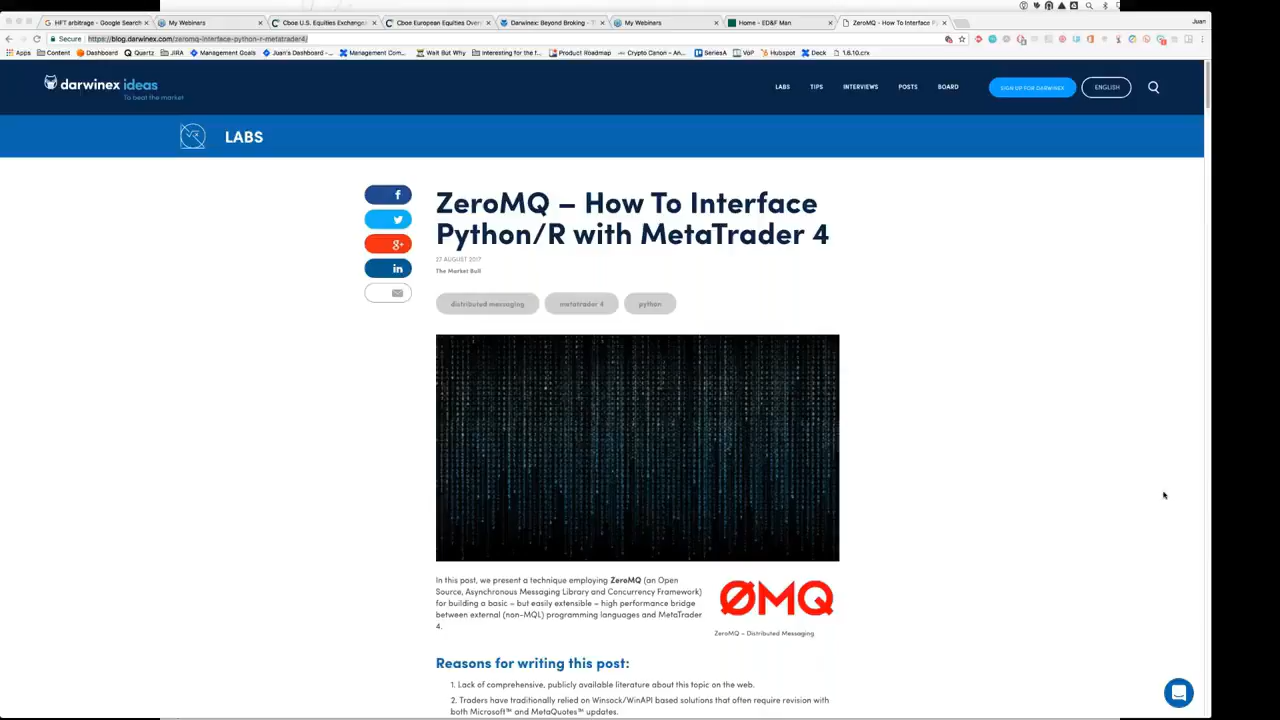 HFT arbitrage - Google Search
My Webinars
Cboe U.S. Equities Exchange
Cboe European Equities Over
Darwinex: Beyond Broking - T
My Webinars
Home - ED&F Man
ZeroMQ - How To Interface P
Juan
Secure
https://blog.darwinex.com/zeromq-interface-python-r-metatrader4/
Apps
Content
Dashboard
Quartz
JIRA
Management Goals
Juan's Dashboard -...
Management Com...
Wait But Why
Interesting for the t...
Product Roadmap
Crypto Canon - An...
SeriesA
VoP
Hubspot
Deck
1.6.10.crx
darwinex ideas
To beat the market
LABS
TIPS
INTERVIEWS
POSTS
BOARD
SIGN UP FOR DARWINEX
ENGLISH
LABS
f
g+
in
ZeroMQ – How To Interface
Python/R with MetaTrader 4
27 AUGUST 2017
The Market Bull
distributed messaging
metatrader 4
python
In this post, we present a technique employing ZeroMQ (an Open
Source, Asynchronous Messaging Library and Concurrency Framework)
for building a basic – but easily extensible – high performance bridge
between external (non-MQL) programming languages and MetaTrader
4.
ØMQ
ZeroMQ – Distributed Messaging
Reasons for writing this post:
1. Lack of comprehensive, publicly available literature about this topic on the web.
2. Traders have traditionally relied on Winsock/WinAPI based solutions that often require revision with
both Microsoft™ and MetaQuotes™ updates.